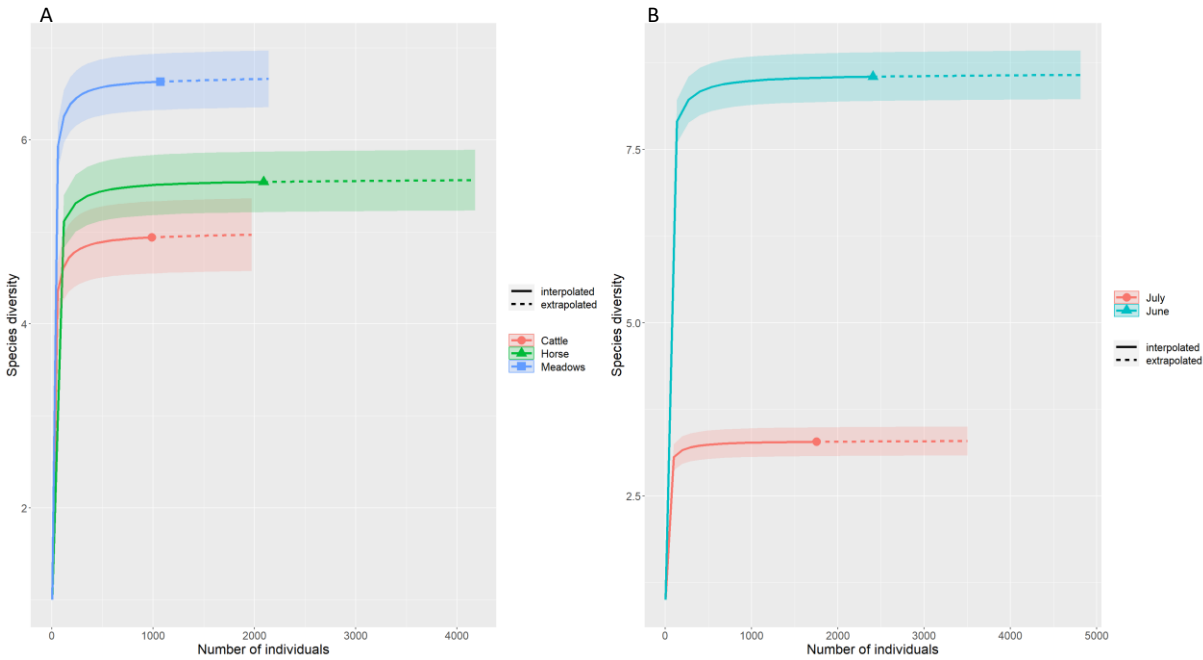 A
Species diversity
6
4
2
0
1000
2000
3000
4000
Number of individuals
interpolated
extrapolated
Cattle
Horse
Meadows
B
Species diversity
7.5
5.0
2.5
0
1000
2000
3000
4000
5000
Number of individuals
July
June
interpolated
extrapolated